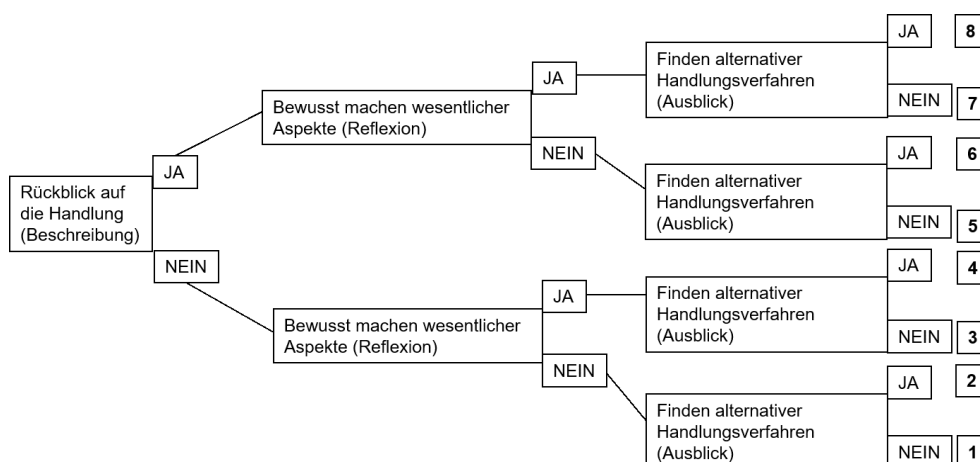 JA
8
Finden alternativer
Handlungsverfahren
(Ausblick)
JA
NEIN
7
Bewusst machen wesentlicher
Aspekte (Reflexion)
NEIN
JA
6
Finden alternativer
Handlungsverfahren
(Ausblick)
JA
NEIN
5
Rückblick auf
die Handlung
(Beschreibung)
NEIN
JA
4
Finden alternativer
Handlungsverfahren
(Ausblick)
JA
NEIN
3
Bewusst machen wesentlicher
Aspekte (Reflexion)
NEIN
JA
2
Finden alternativer
Handlungsverfahren
(Ausblick)
NEIN
1